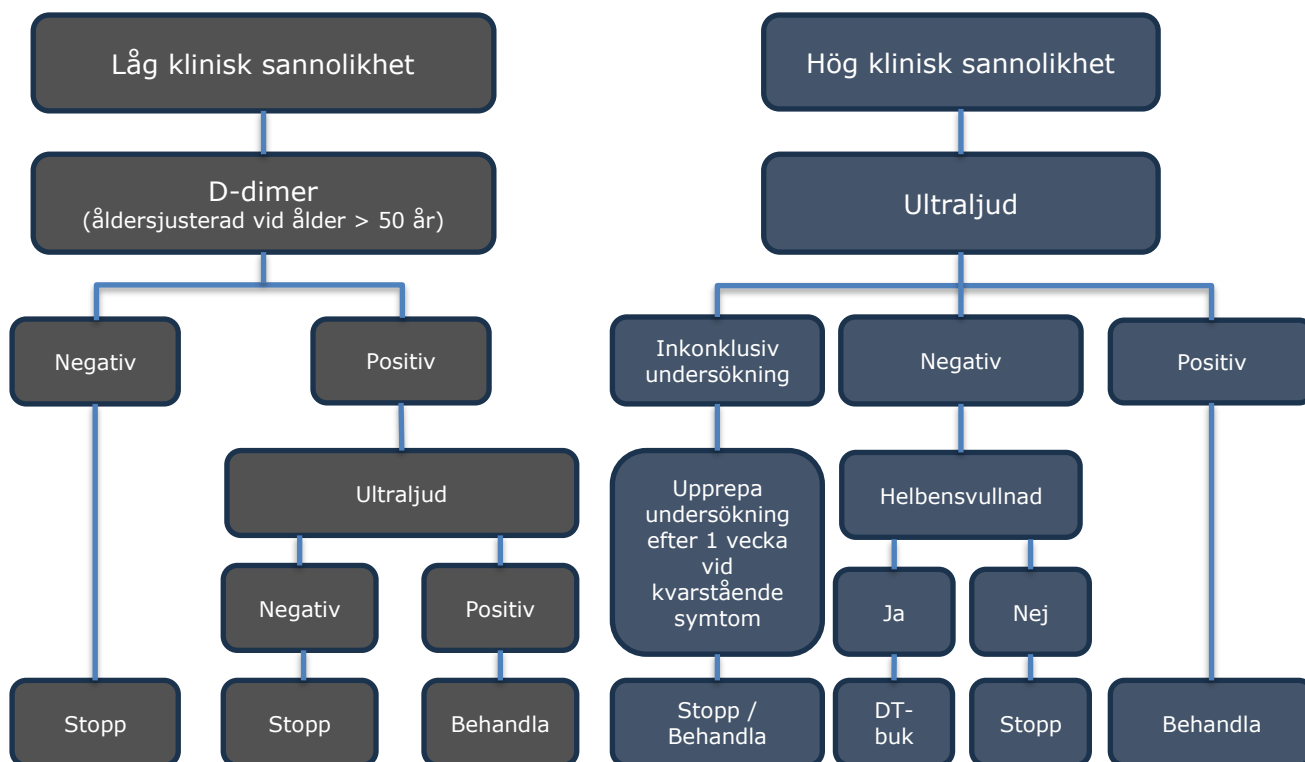 Låg klinisk sannolikhet
D-dimer
(åldersjusterad vid ålder > 50 år)
Negativ
Positiv
Ultraljud
Negativ
Positiv
Stopp
Stopp
Behandla
Hög klinisk sannolikhet
Ultraljud
Inkonklusiv
undersökning
Negativ
Positiv
Upprepa
undersökning
efter 1 vecka
vid
kvarstående
symtom
Helbensvullnad
Ja
Nej
Stopp /
Behandla
DT-
buk
Stopp
Behandla